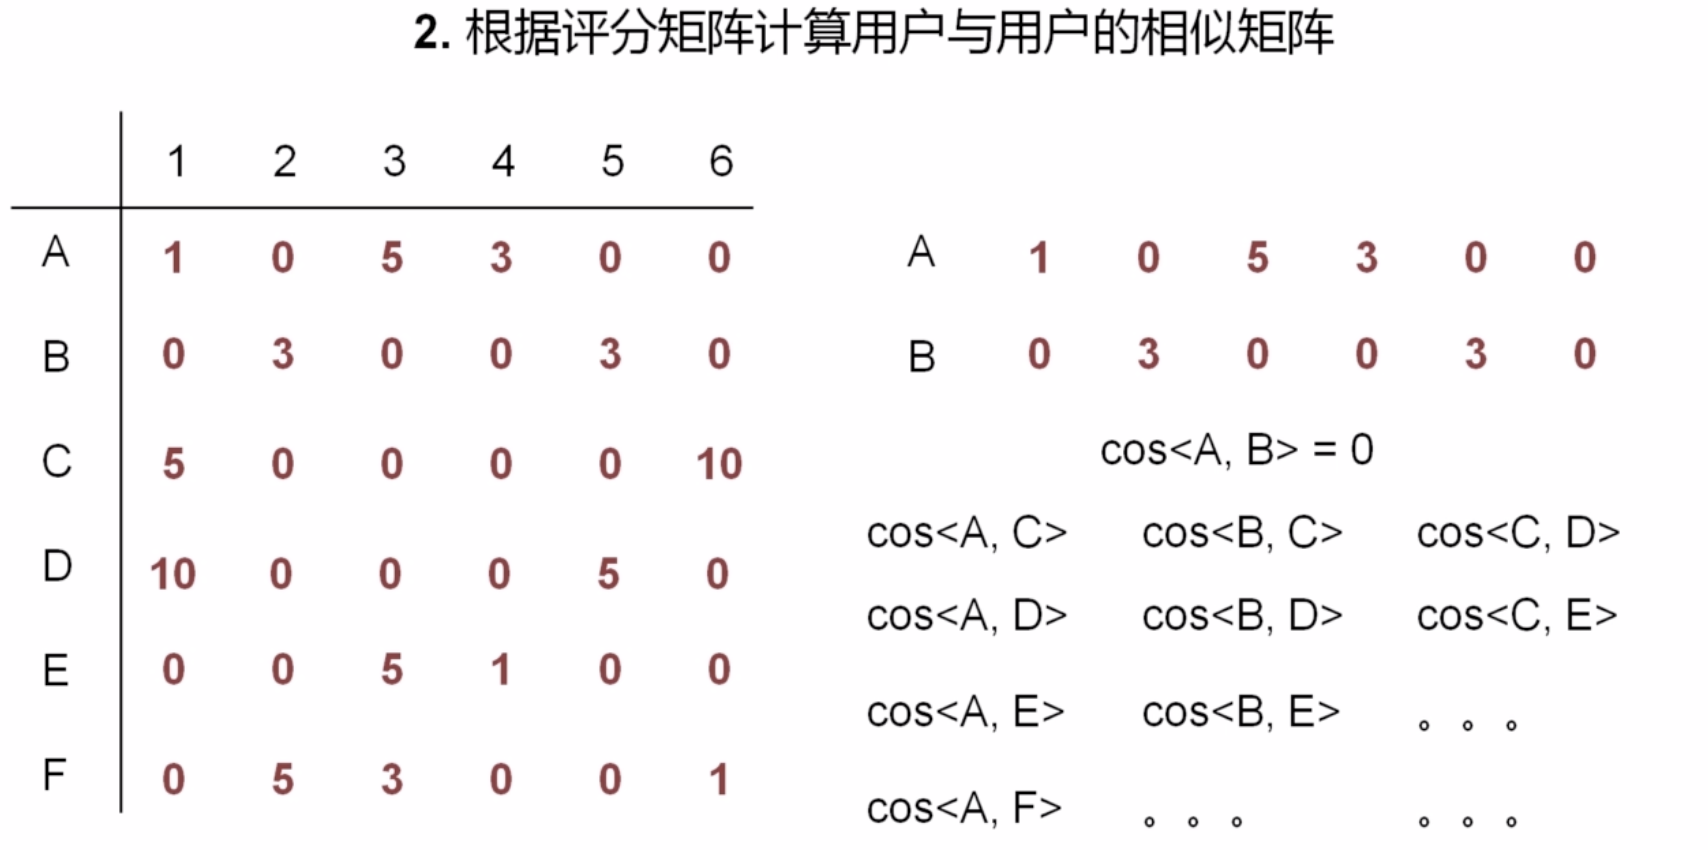 2. 根据评分矩阵计算用户与用户的相似矩阵
1 2 3 4 5 6
A 1 0 5 3 0 0
B 0 3 0 0 3 0
C 5 0 0 0 0 10
D 10 0 0 0 5 0
E 0 0 5 1 0 0
F 0 5 3 0 0 1
A 1 0 5 3 0 0
B 0 3 0 0 3 0
cos<A, B> = 0
cos<A, C> cos<B, C> cos<C, D>
cos<A, D> cos<B, D> cos<C, E>
cos<A, E> cos<B, E> 。。。
cos<A, F> 。。。 。。。